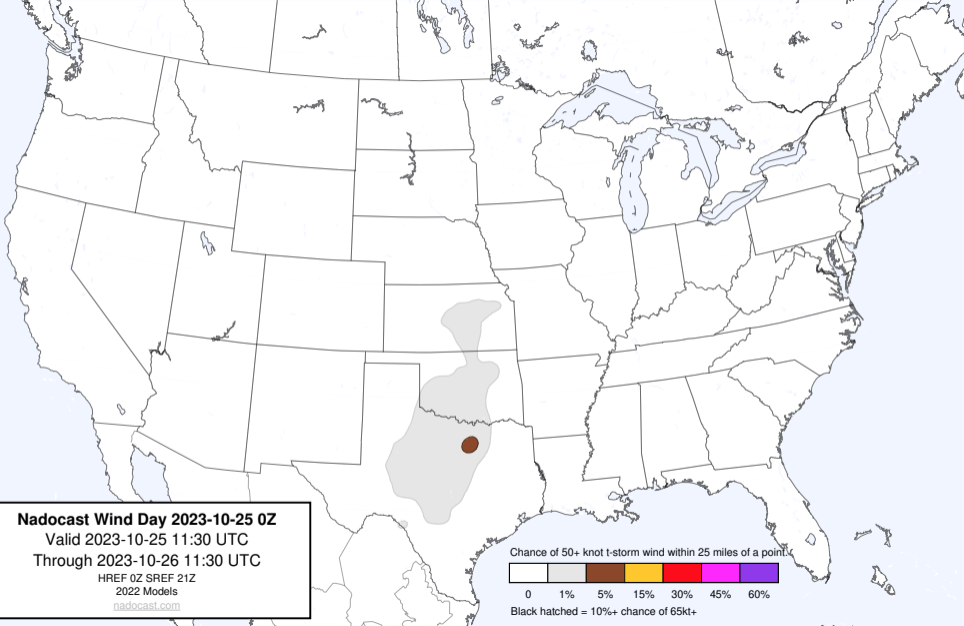 Nadocast Wind Day 2023-10-25 0Z
Valid 2023-10-25 11:30 UTC
Through 2023-10-26 11:30 UTC
HREF 0Z SREF 21Z
2022 Models
nadocast.com
Chance of 50+ knot t-storm wind within 25 miles of a point.
0 1% 5% 15% 30% 45% 60%
Black hatched = 10%+ chance of 65kt+